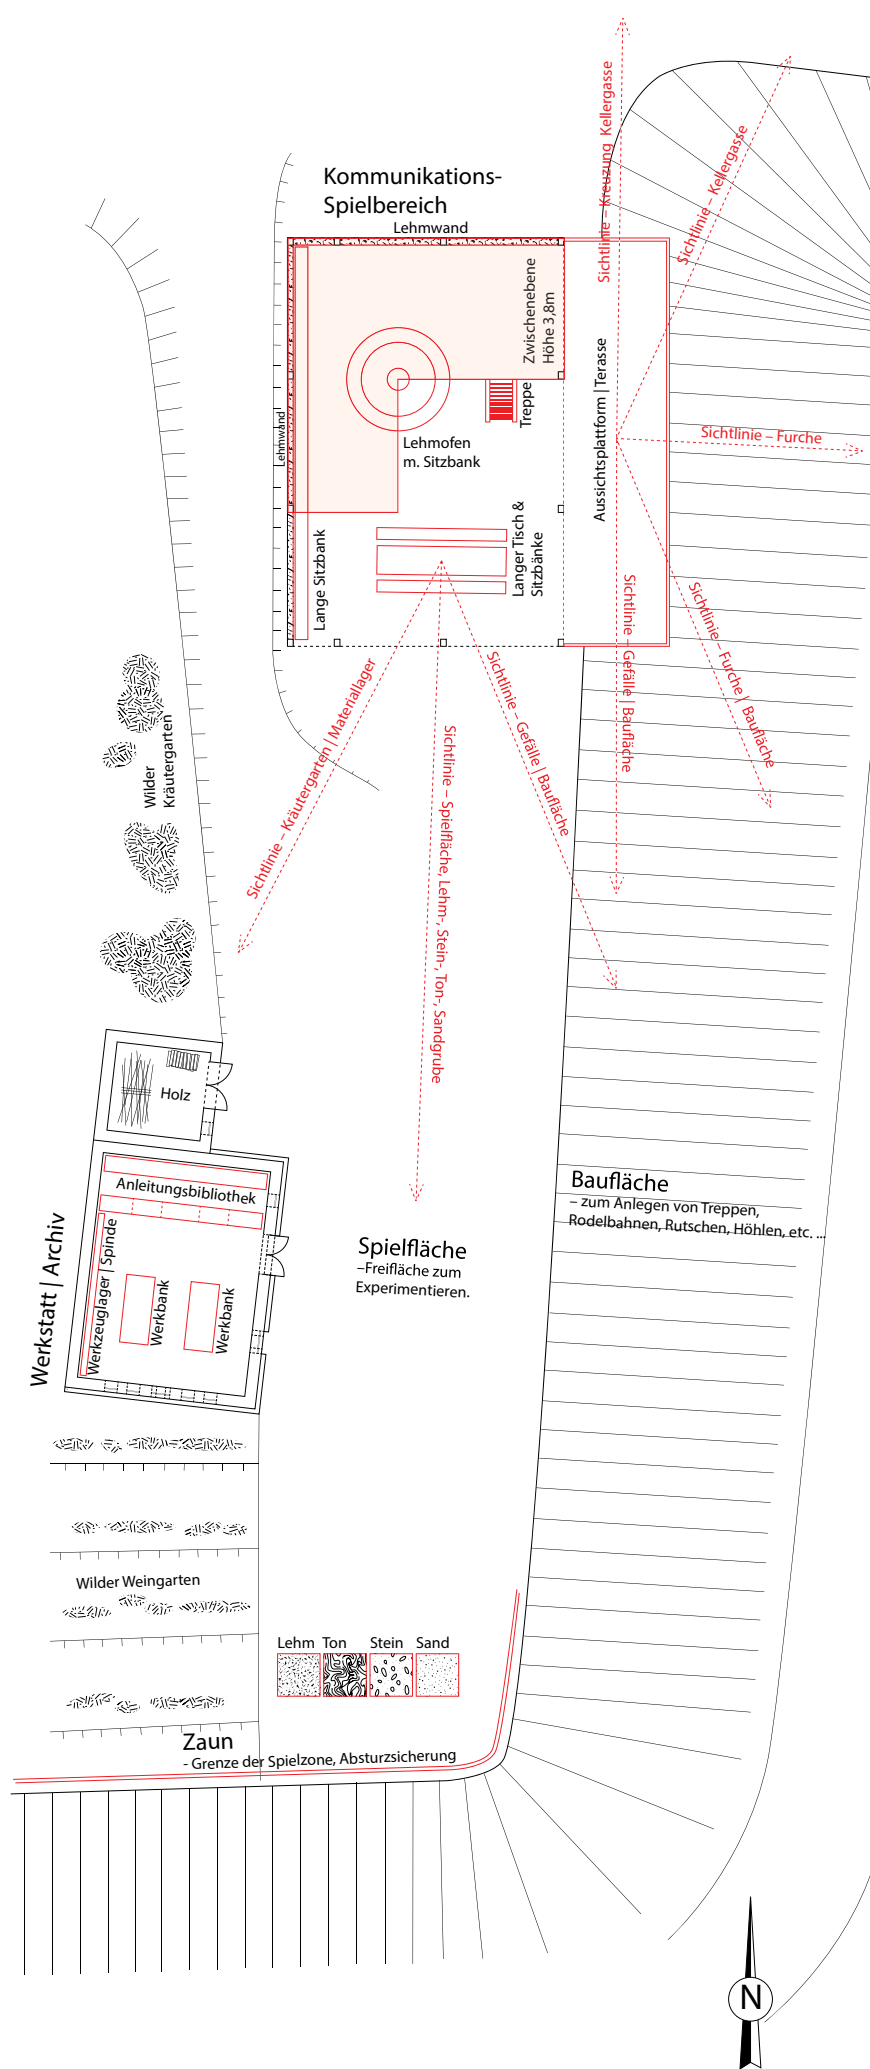 Sichtlinie – Kreuzung Kellergasse
Sichtlinie – Kellergasse
Kommunikations-
Spielbereich
Lehmwand
Zwischenebene
Höhe 3,8m
Treppe
Lehmwand
Lehmofen
m. Sitzbank
Aussichtsplattform | Terasse
Sichtlinie – Furche
Lange Sitzbank
Langer Tisch &
Sitzbänke
Sichtlinie – Gefälle | Baufläche
Sichtlinie – Furche | Baufläche
Sichtlinie – Kräutergarten | Materiallager
Sichtlinie – Spielfläche, Lehm-, Stein-, Ton-, Sandgrube
Sichtlinie – Gefälle | Baufläche
Wilder
Kräutergarten
Holz
Werkstatt | Archiv
Anleitungsbibliothek
Werkzeuglager | Spinde
Werkbank
Werkbank
Baufläche
– zum Anlegen von Treppen,
Rodelbahnen, Rutschen, Höhlen, etc. ...
Spielfläche
–Freifläche zum
Experimentieren.
Wilder Weingarten
Lehm Ton Stein Sand
Zaun
- Grenze der Spielzone, Absturzsicherung
N